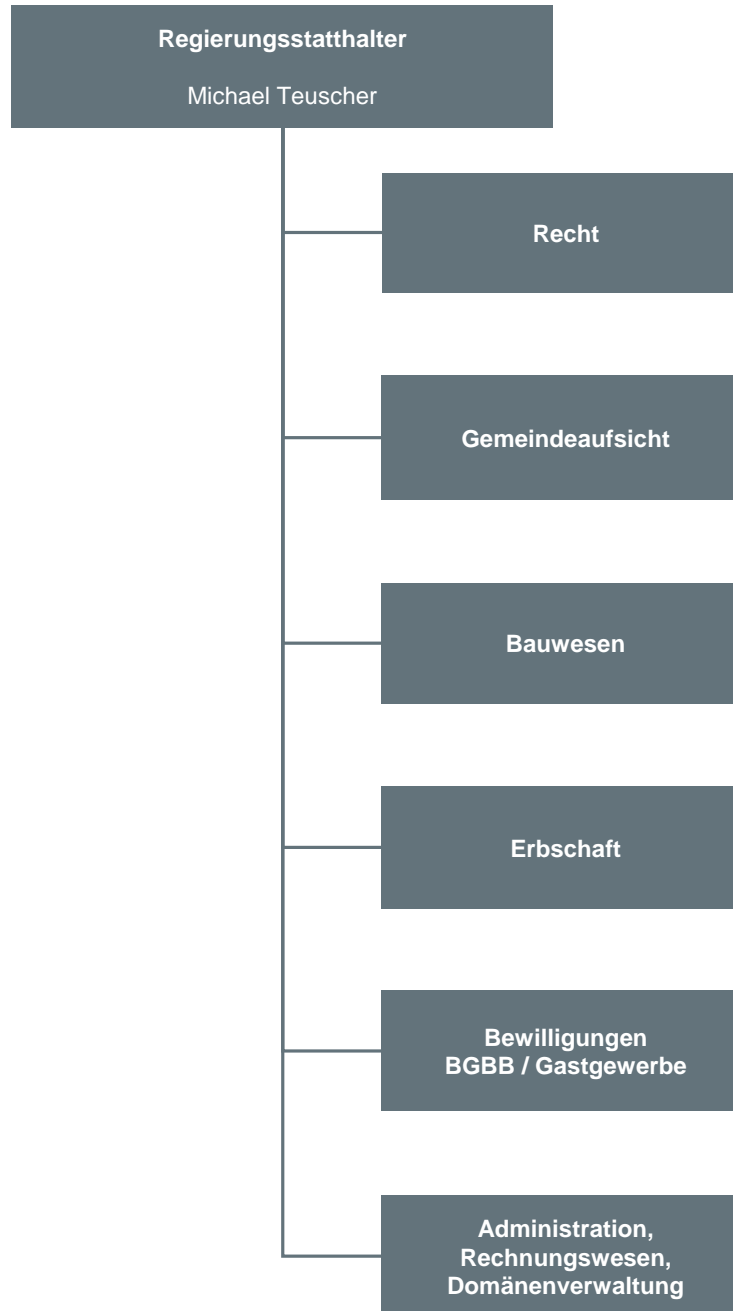 Regierungsstatthalter
Michael Teuscher
Recht
Gemeindeaufsicht
Bauwesen
Erbschaft
Bewilligungen
BGBB / Gastgewerbe
Administration,
Rechnungswesen,
Domänenverwaltung